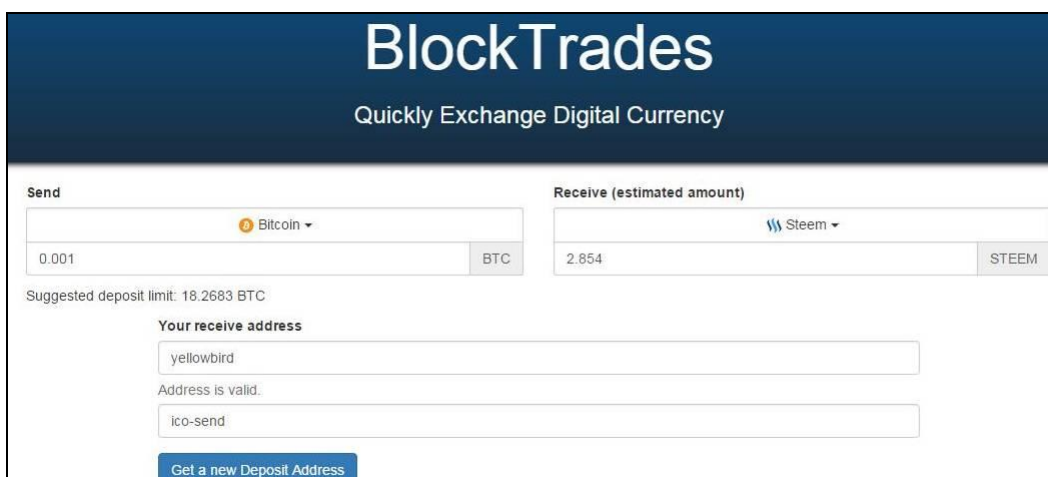 BlockTrades
Quickly Exchange Digital Currency
Send
Receive (estimated amount)
Bitcoin
Steem
0.001
BTC
2.854
STEEM
Suggested deposit limit: 18.2683 BTC
Your receive address
yellowbird
Address is valid.
ico-send
Get a new Deposit Address